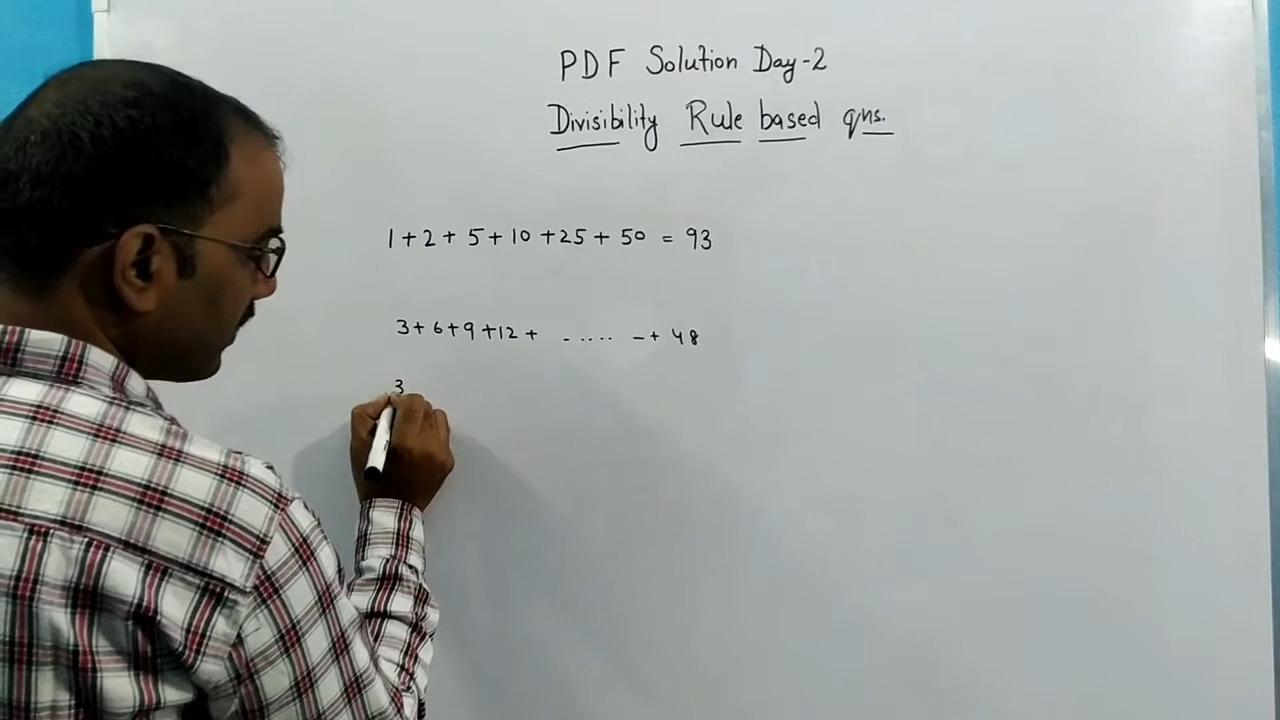 PDF Solution Day-2
Divisibility Rule based qns.
1+2+5+10+25+50 = 93
3+6+9+12+ ...... -+ 48
3